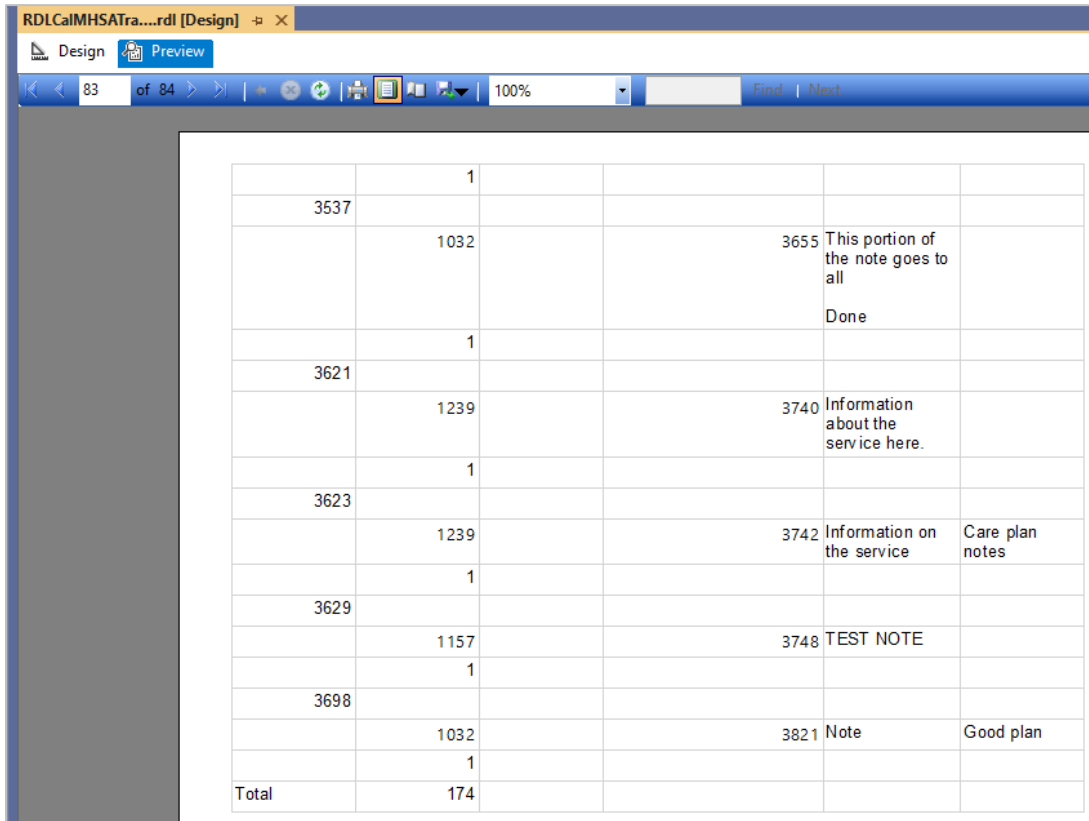 RDLCalMHSATra....rdl [Design]
Design Preview
83 of 84 100% Find | Next
1
3537
1032 3655 This portion of
the note goes to
all
Done
1
3621
1239 3740 Information
about the
service here.
1
3623
1239 3742 Information on Care plan
the service notes
1
3629
1157 3748 TEST NOTE
1
3698
1032 3821 Note Good plan
1
Total 174